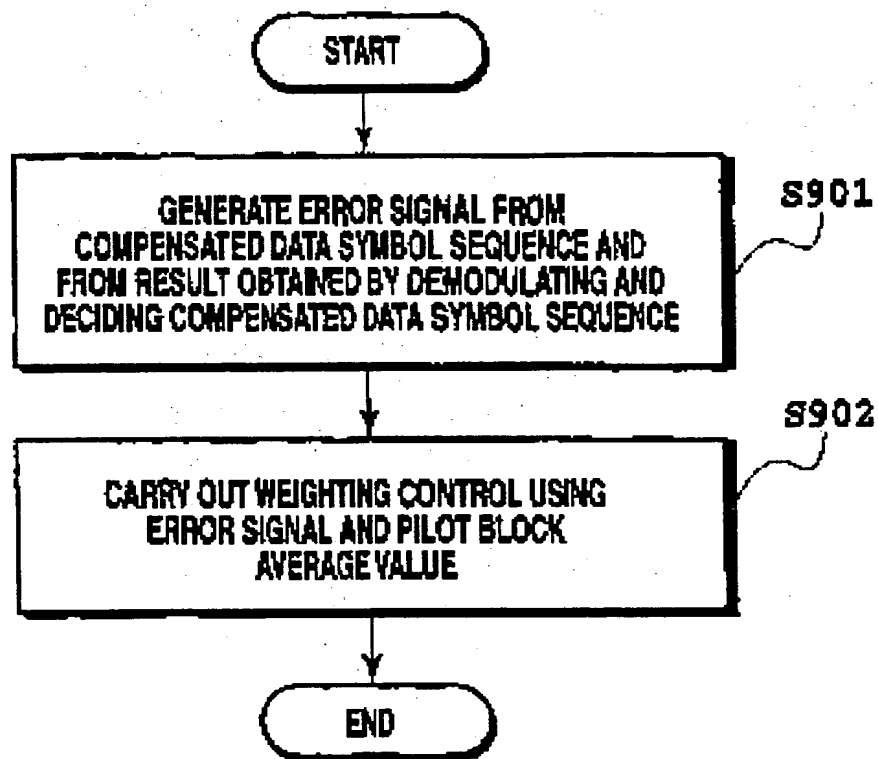 START
GENERATE ERROR SIGNAL FROM
COMPENSATED DATA SYMBOL SEQUENCE AND
FROM RESULT OBTAINED BY DEMODULATING AND
DECIDING COMPENSATED DATA SYMBOL SEQUENCE
S901
CARRY OUT WEIGHTING CONTROL USING
ERROR SIGNAL AND PILOT BLOCK
AVERAGE VALUE
S902
END